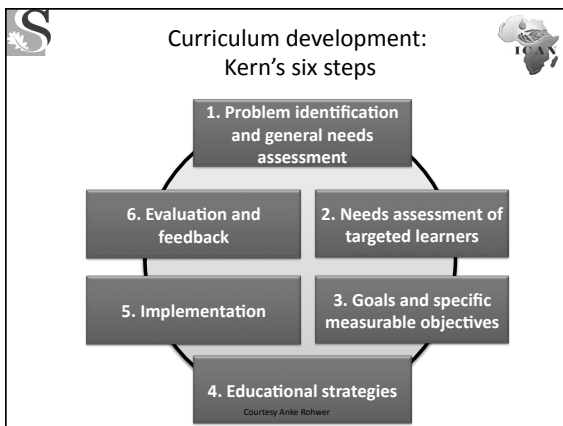 S
ICAN
Curriculum development:
Kern's six steps
1. Problem identification
and general needs
assessment
2. Needs assessment of
targeted learners
3. Goals and specific
measurable objectives
4. Educational strategies
Courtesy Anke Rohwer
5. Implementation
6. Evaluation and
feedback